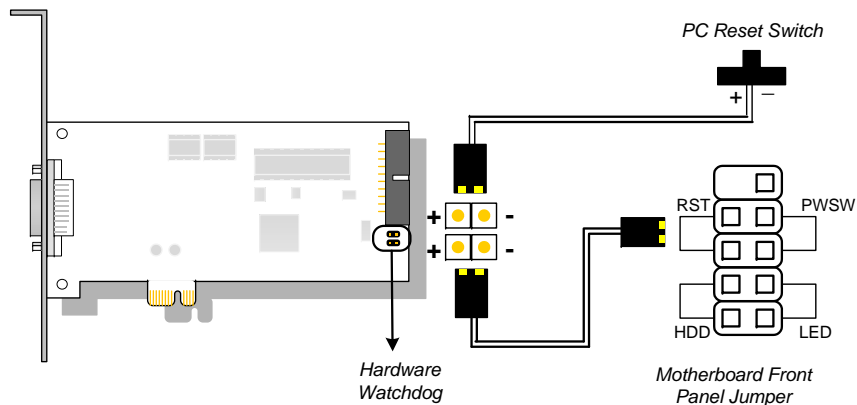 PC Reset Switch
+ –
RST PWSW
+ -
+ -
HDD LED
Hardware
Watchdog
Motherboard Front
Panel Jumper